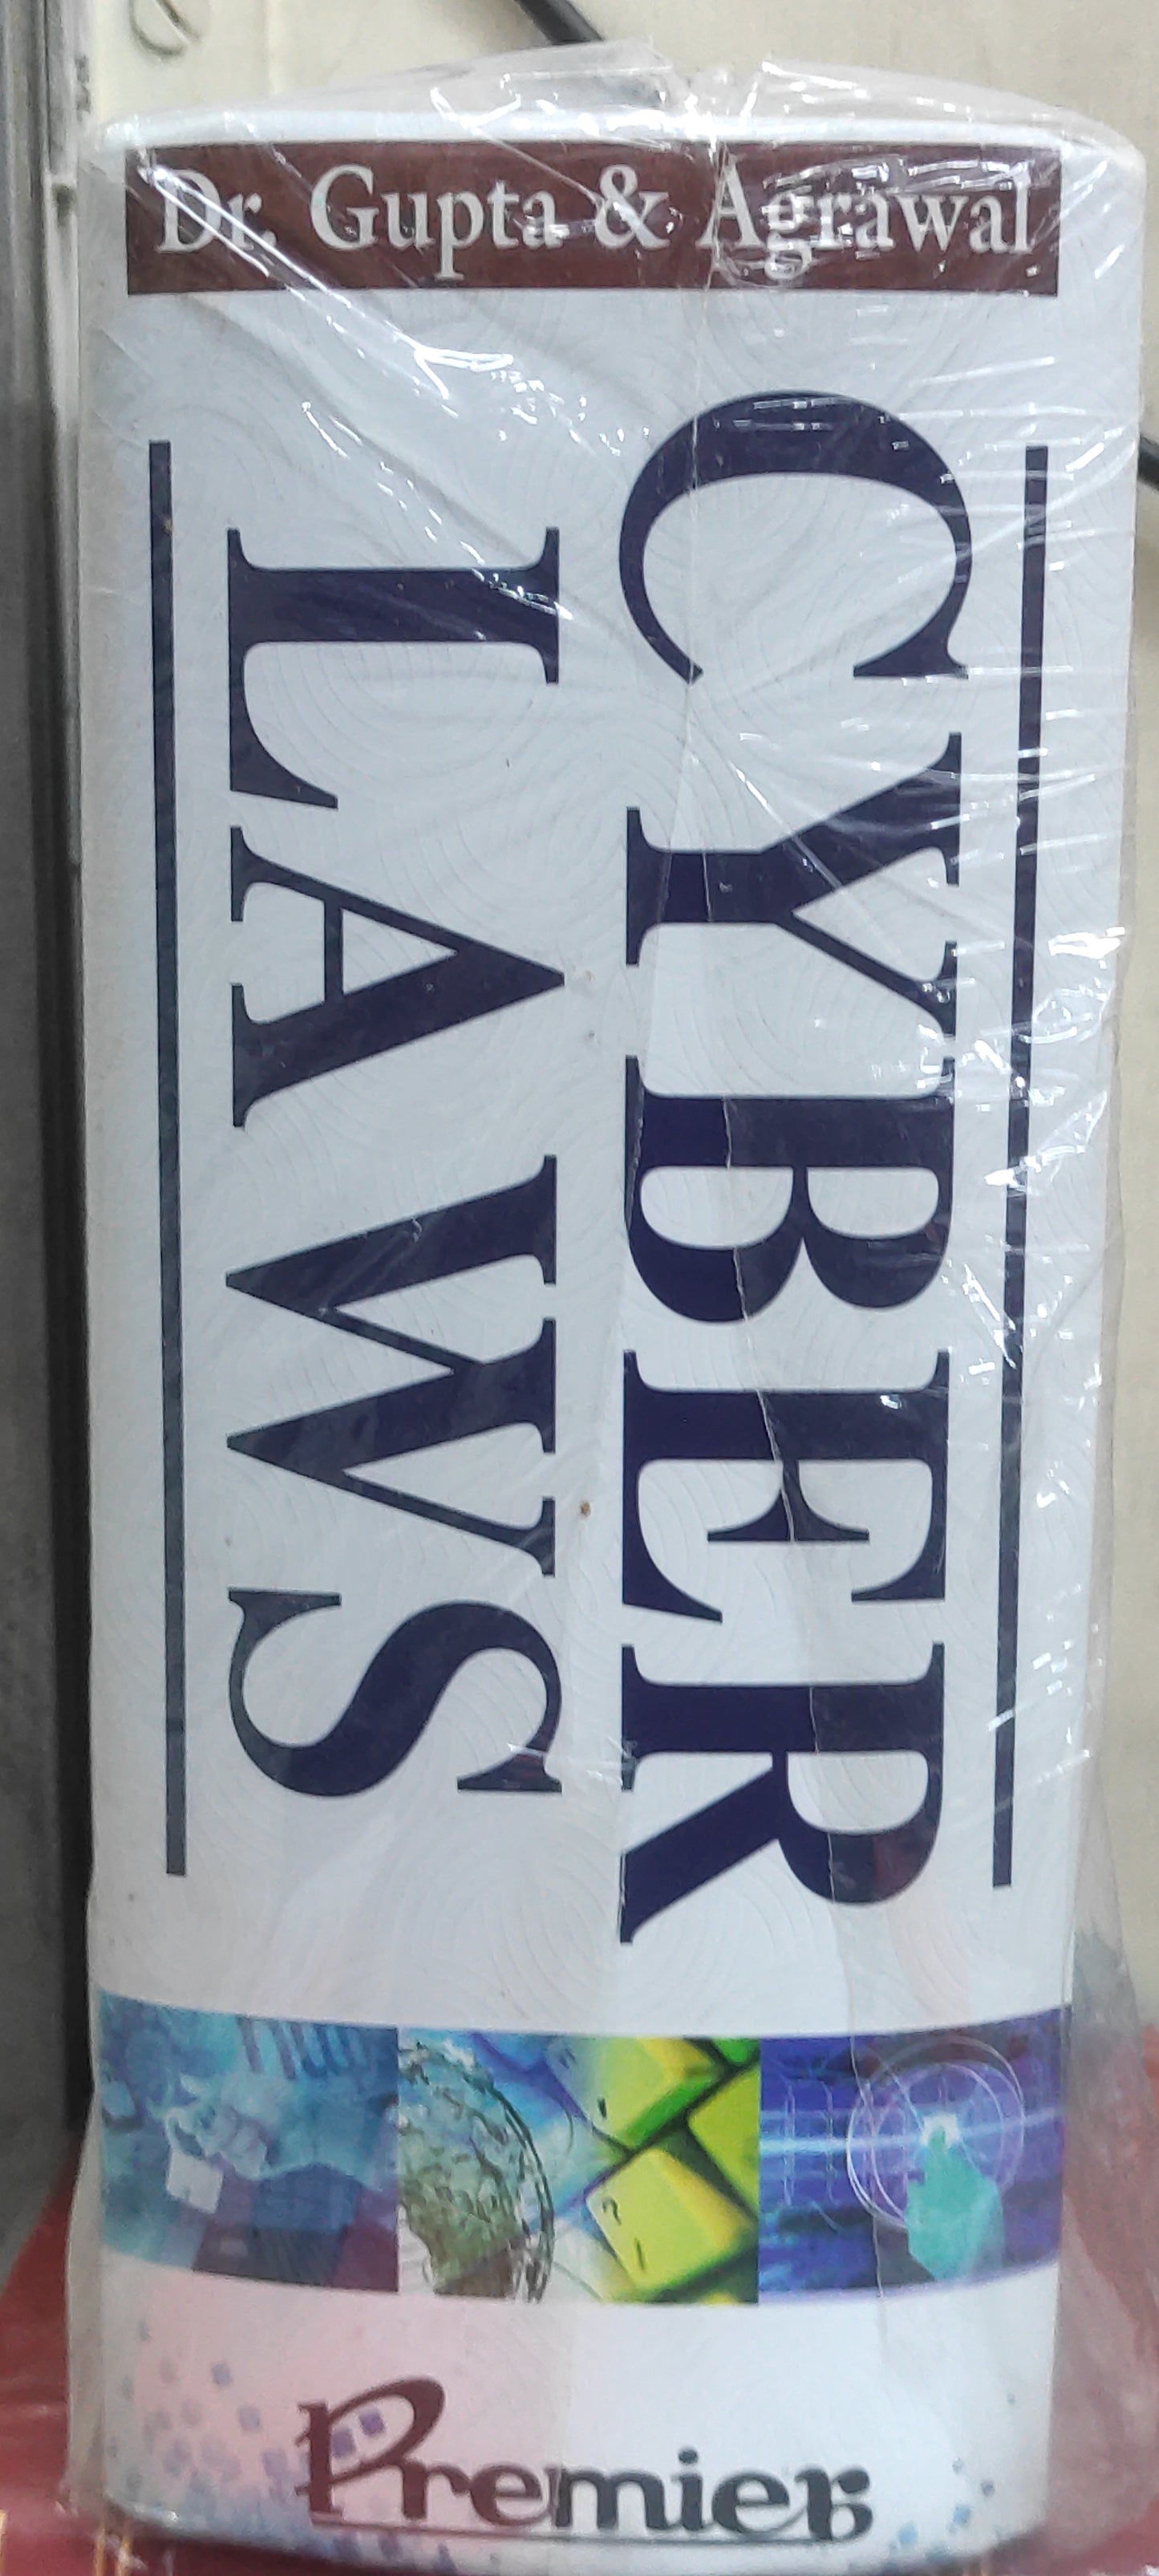 Dr. Gupta & Agrawal
CYBER
LAWS
Premier